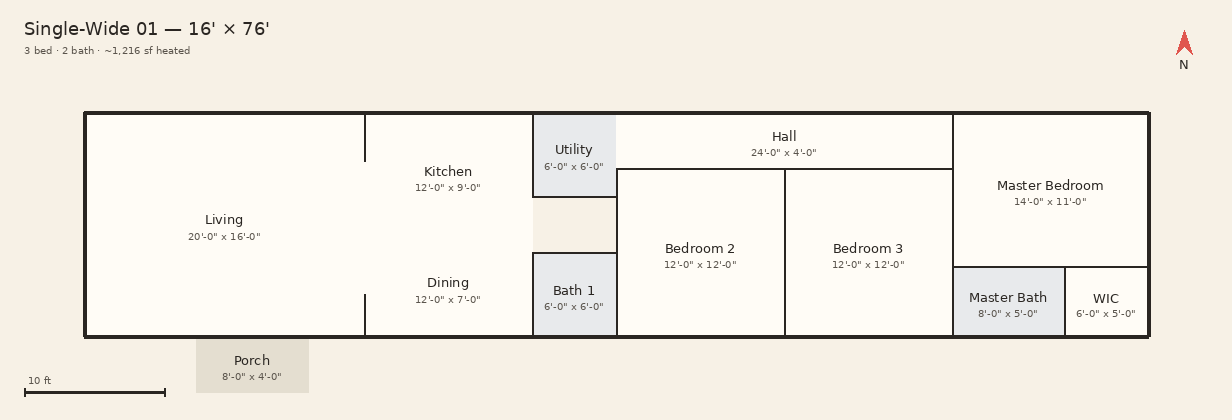 Single-Wide 01 — 16' × 76'
3 bed · 2 bath · ~1,216 sf heated
N
Hall
24'-0" x 4'-0"
Utility
6'-0" x 6'-0"
Kitchen
12'-0" x 9'-0"
Master Bedroom
14'-0" x 11'-0"
Living
20'-0" x 16'-0"
Bedroom 2
12'-0" x 12'-0"
Bedroom 3
12'-0" x 12'-0"
Dining
12'-0" x 7'-0"
Bath 1
6'-0" x 6'-0"
Master Bath
8'-0" x 5'-0"
WIC
6'-0" x 5'-0"
Porch
8'-0" x 4'-0"
10 ft